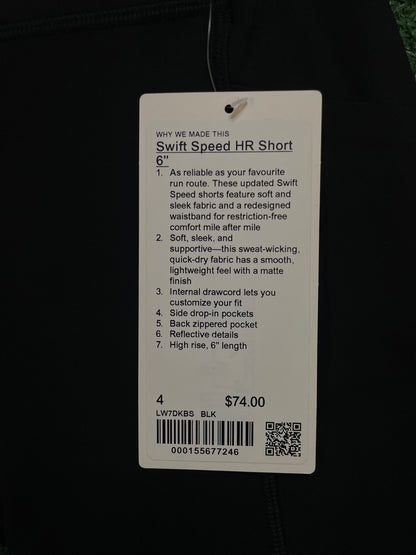 WHY WE MADE THIS
Swift Speed HR Short
6"
1. As reliable as your favourite
run route. These updated Swift
Speed shorts feature soft and
sleek fabric and a redesigned
waistband for restriction-free
comfort mile after mile
2. Soft, sleek, and
supportive—this sweat-wicking,
quick-dry fabric has a smooth,
lightweight feel with a matte
finish
3. Internal drawcord lets you
customize your fit
4. Side drop-in pockets
5. Back zippered pocket
6. Reflective details
7. High rise, 6" length
4 $74.00
LW7DKBS BLK
000155677246